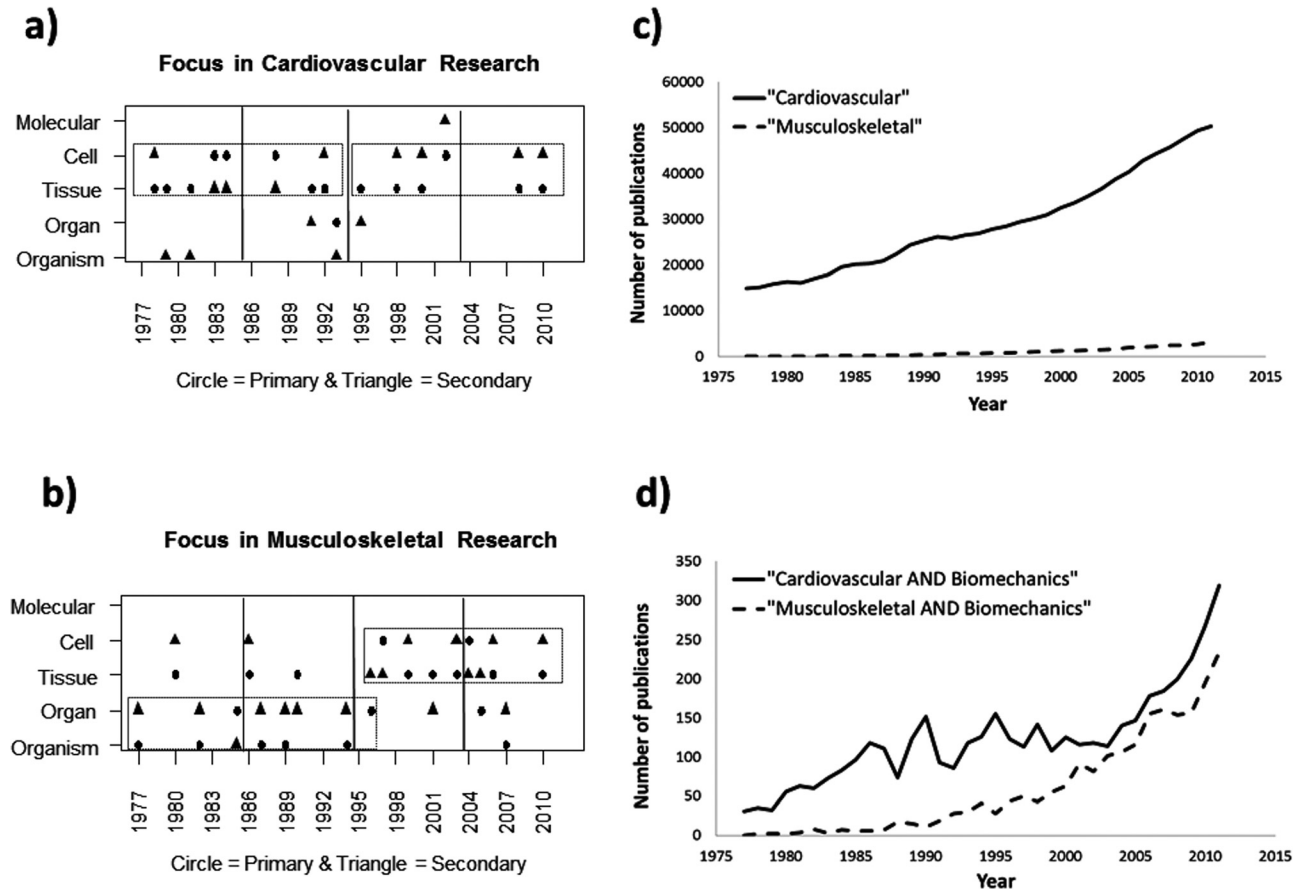 a)
Focus in Cardiovascular Research
Molecular
Cell
Tissue
Organ
Organism
1977
1980
1983
1986
1989
1992
1995
1998
2001
2004
2007
2010
Circle = Primary & Triangle = Secondary
b)
Focus in Musculoskeletal Research
Molecular
Cell
Tissue
Organ
Organism
1977
1980
1983
1986
1989
1992
1995
1998
2001
2004
2007
2010
Circle = Primary & Triangle = Secondary
c)
Number of publications
60000
50000
40000
30000
20000
10000
0
"Cardiovascular"
"Musculoskeletal"
1975 1980 1985 1990 1995 2000 2005 2010 2015
Year
d)
Number of publications
350
300
250
200
150
100
50
0
"Cardiovascular AND Biomechanics"
"Musculoskeletal AND Biomechanics"
1975 1980 1985 1990 1995 2000 2005 2010 2015
Year